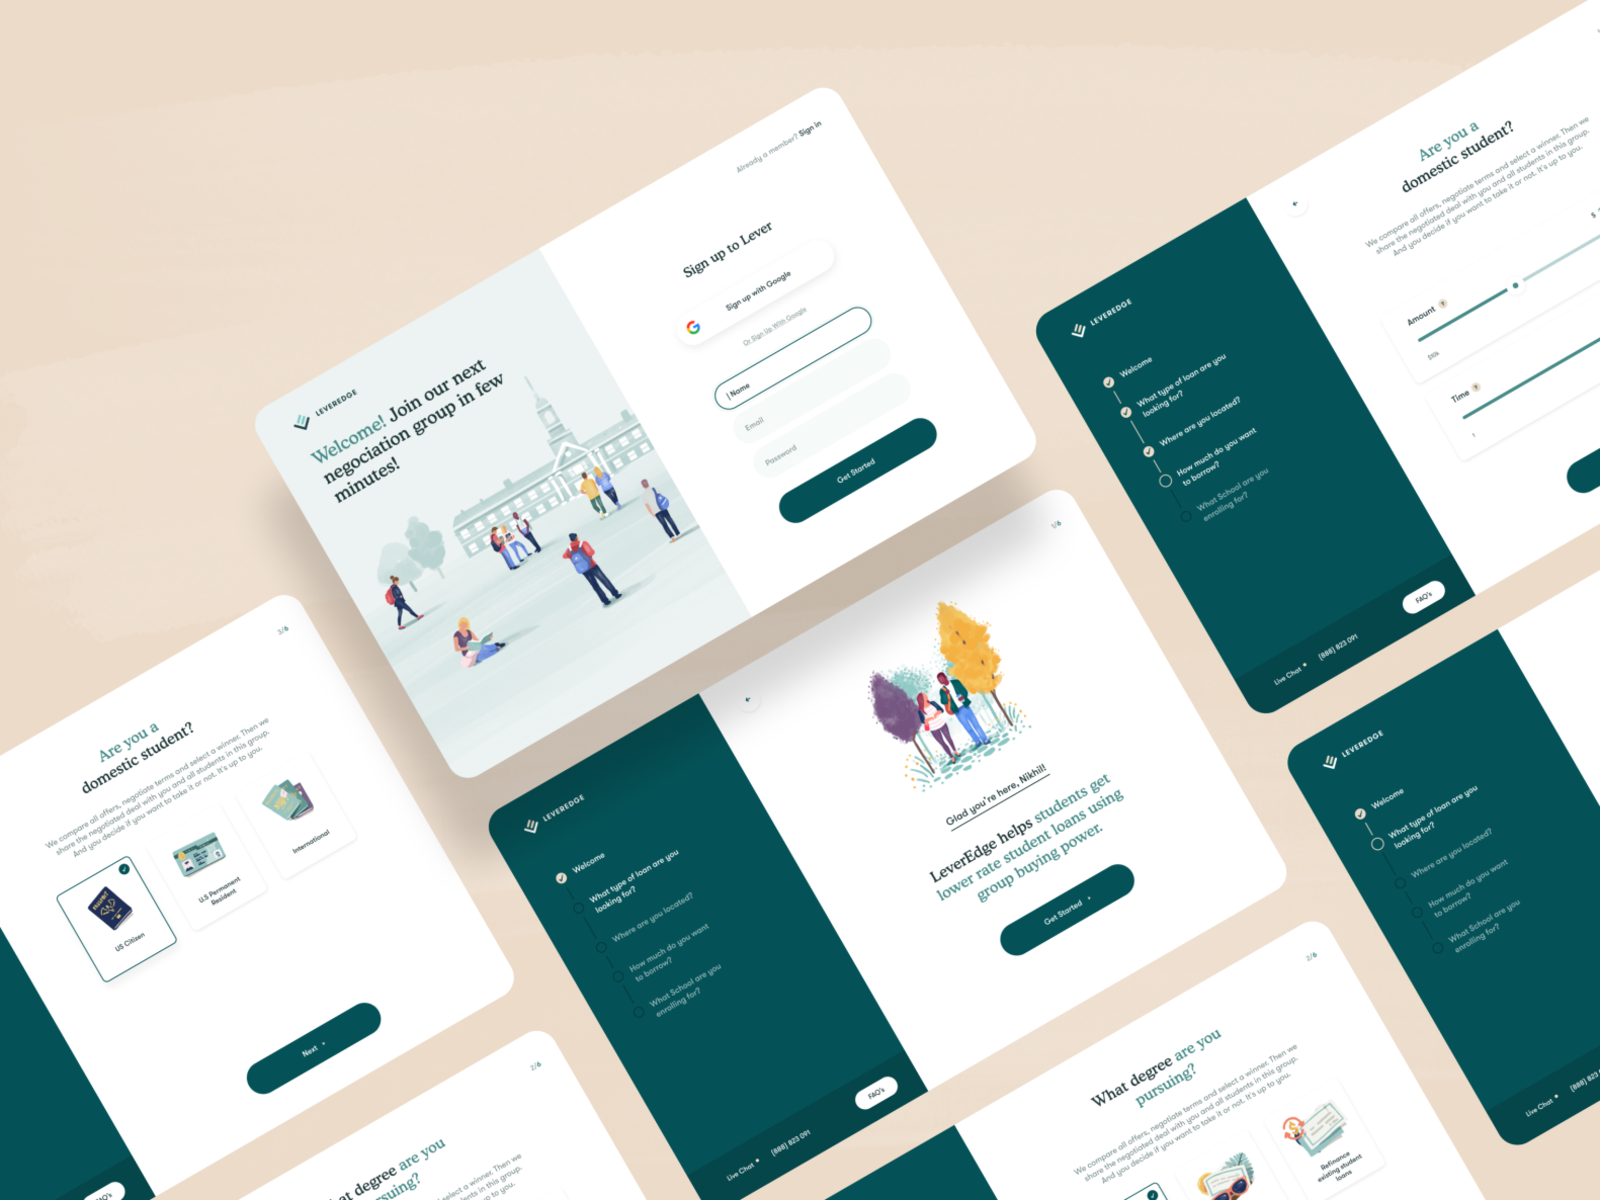 Already a member? Sign in
Sign up to Lever
Sign up with Google
Or Sign Up With Google
Name
Email
Password
Get Started
LEVEREDGE
Welcome! Join our next
negociation group in few
minutes!
Are you a
domestic student?
We compare all offers, negotiate terms and select a winner. Then we
share the negotiated deal with you and all students in this group.
And you decide if you want to take it or not. It's up to you.
Amount ?
$10k
Time ?
1
LEVEREDGE
Welcome
What type of loan are you
looking for?
Where are you located?
How much do you want
to borrow?
What School are you
enrolling for?
Live Chat
[888] 823 091
FAQ's
3/6
Are you a
domestic student?
We compare all offers, negotiate terms and select a winner. Then we
share the negotiated deal with you and all students in this group.
And you decide if you want to take it or not. It's up to you.
US Citizen
U.S Permanent
Resident
International
Next
FAQ's
1/6
Glad you're here, Nikhil!
LeverEdge helps students get
lower rate student loans using
group buying power.
Get Started
LEVEREDGE
Welcome
What type of loan are you
looking for?
Where are you located?
How much do you want
to borrow?
What School are you
enrolling for?
Live Chat
[888] 823 091
FAQ's
LEVEREDGE
Welcome
What type of loan are you
looking for?
Where are you located?
How much do you want
to borrow?
What School are you
enrolling for?
Live Chat
[888] 823
2/6
degree are you
select a winner. Then we
2/6
What degree are you
pursuing?
We compare all offers, negotiate terms and select a winner. Then we
share the negotiated deal with you and all students in this group.
And you decide if you want to take it or not. It's up to you.
Refinance
existing student
loans